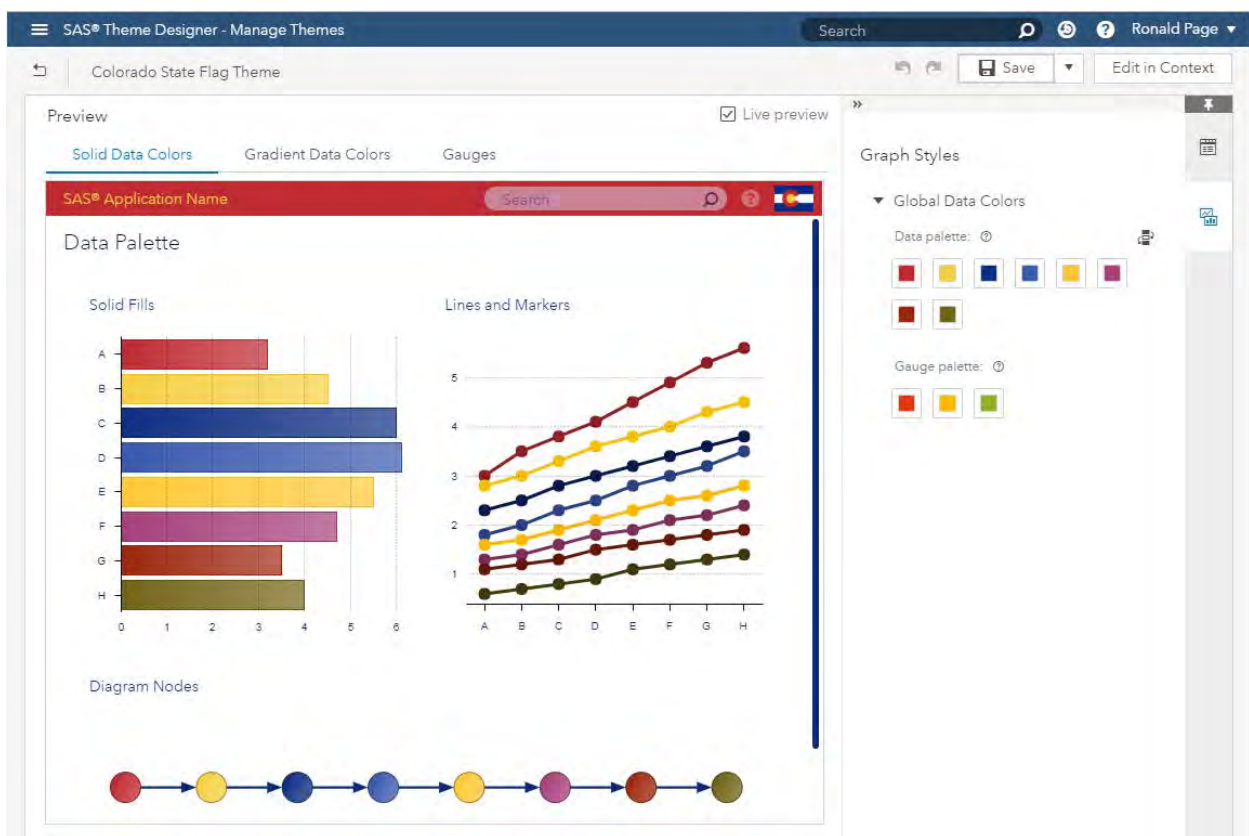 SAS® Theme Designer - Manage Themes
Search
Ronald Page
Colorado State Flag Theme
Save
Edit in Context
Preview
Live preview
Solid Data Colors
Gradient Data Colors
Gauges
SAS® Application Name
Search
Data Palette
Solid Fills
A
B
C
D
E
F
G
H
0 1 2 3 4 5 6
Lines and Markers
5
4
3
2
1
A B C D E F G H
Diagram Nodes
Graph Styles
Global Data Colors
Data palette:
Gauge palette: